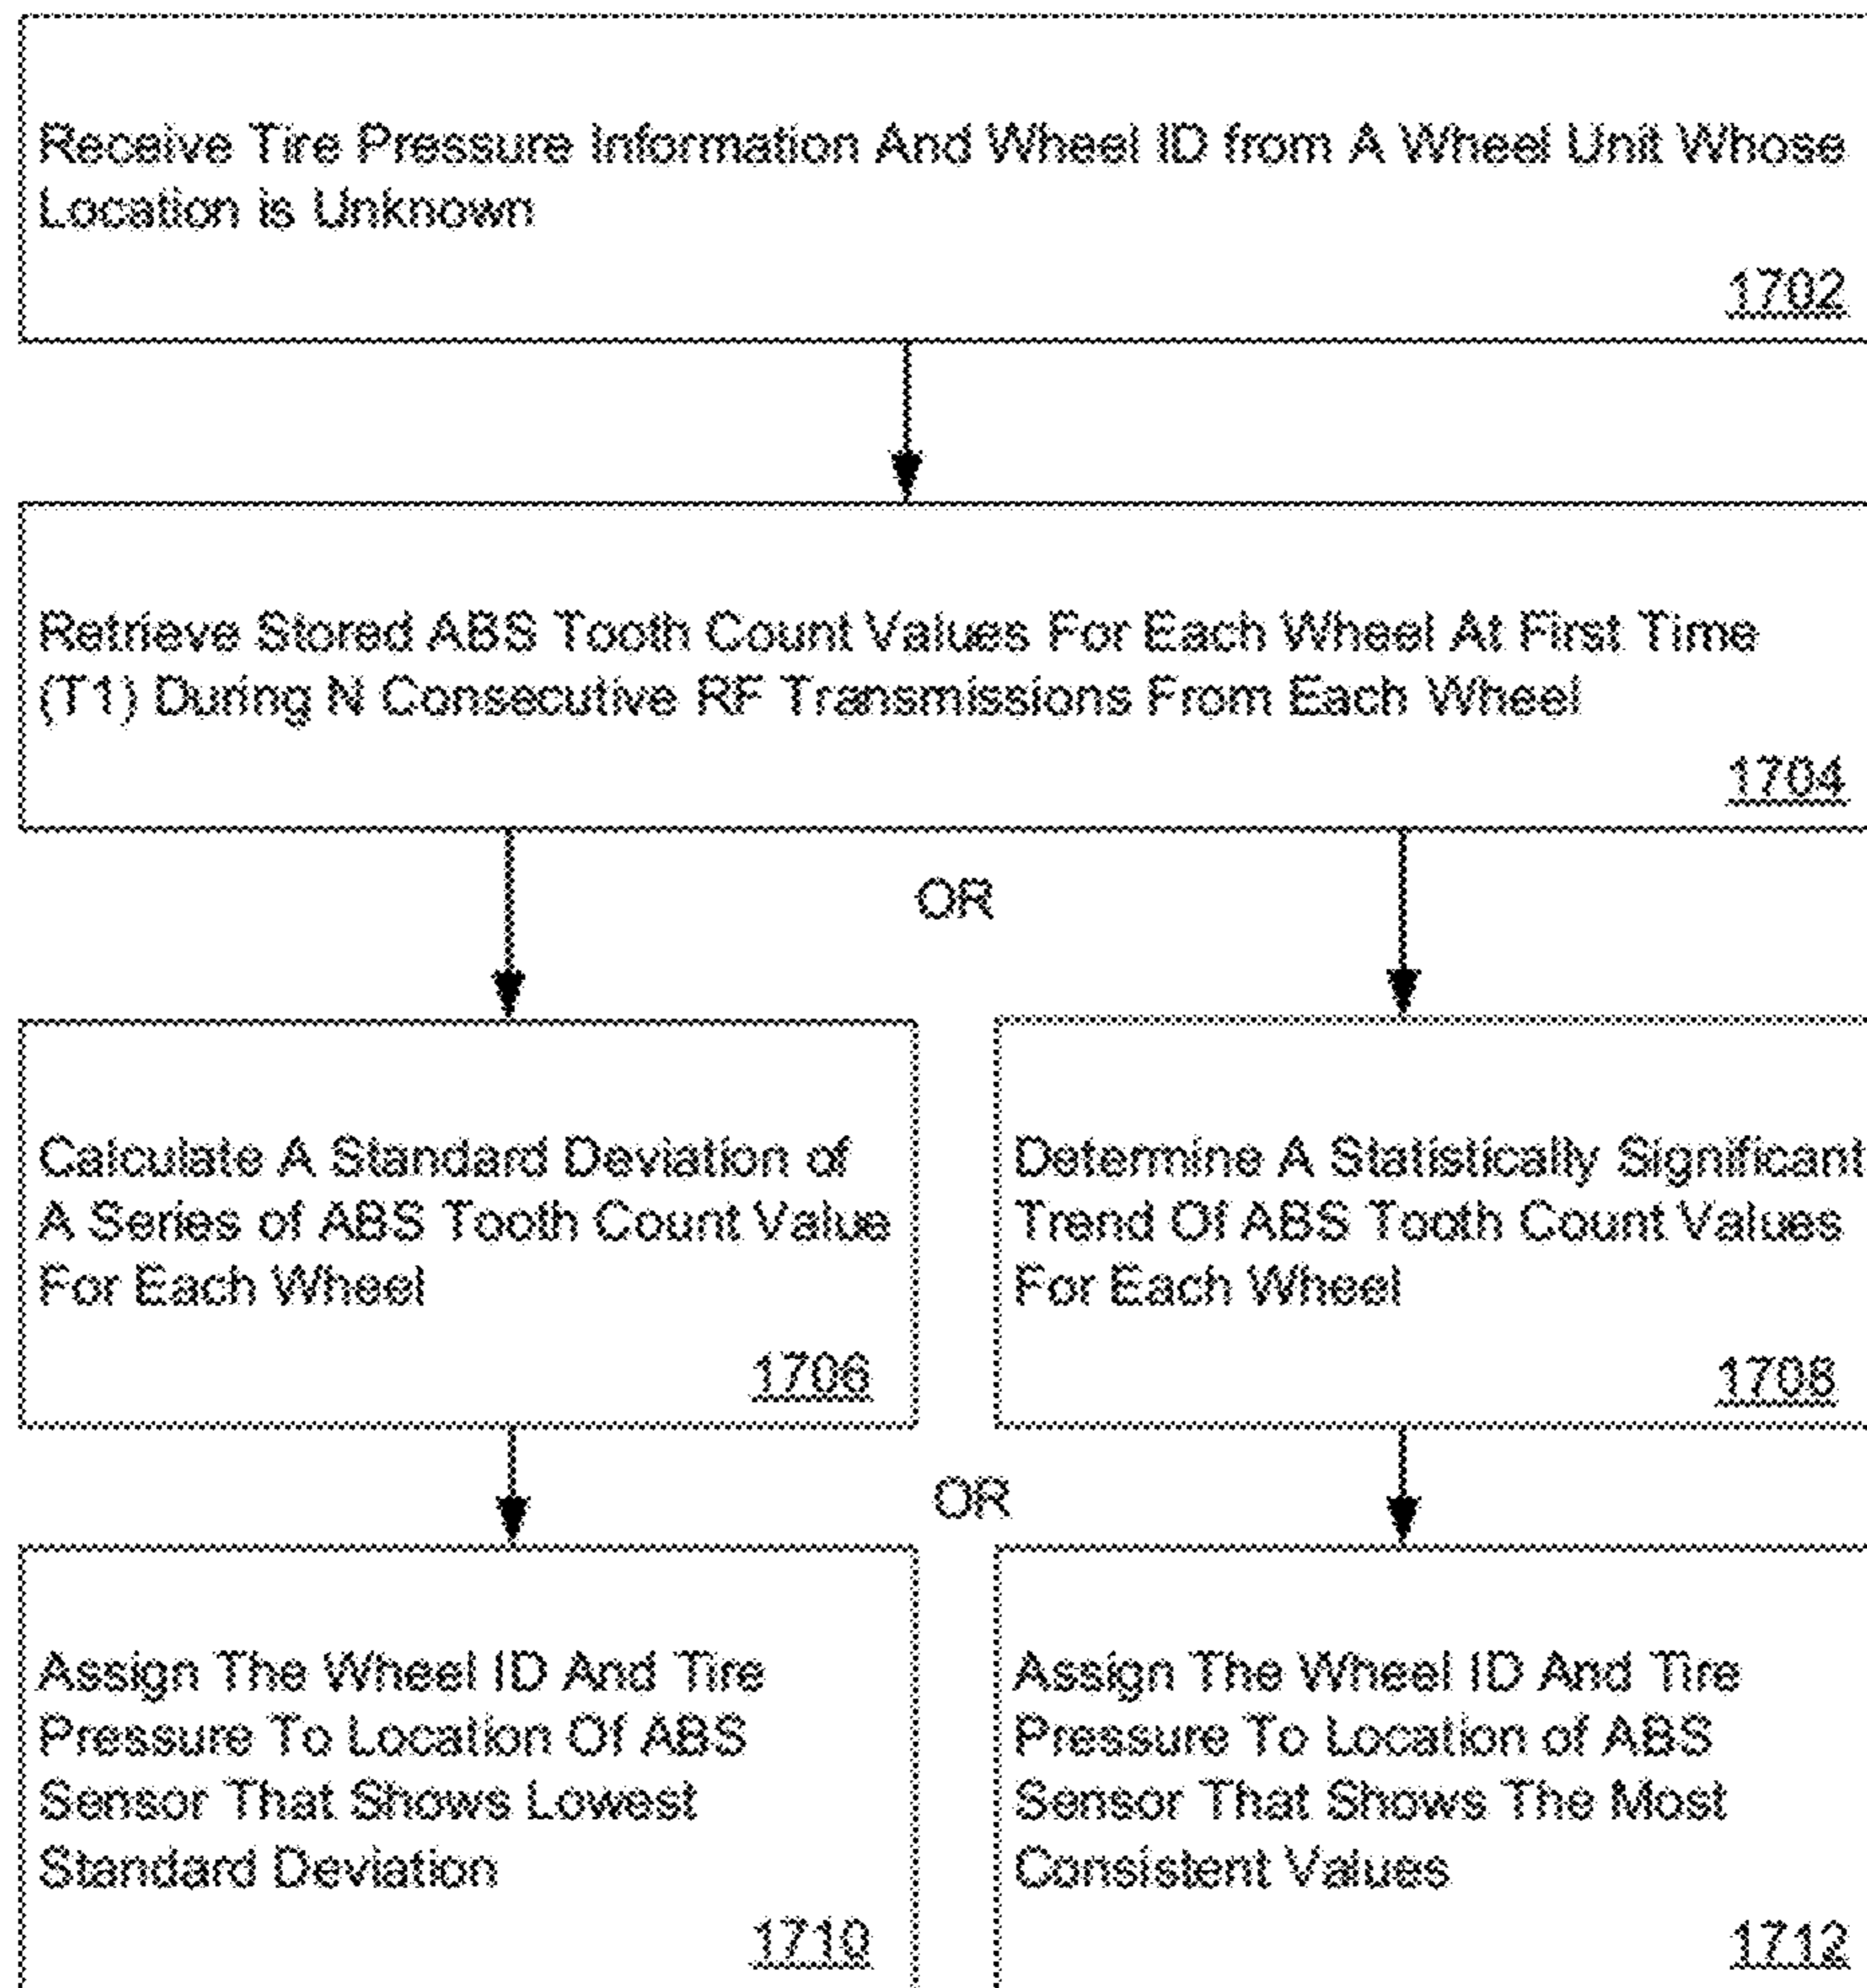 Receive Tire Pressure Information And Wheel ID from A Wheel Unit Whose
Location is Unknown
1702
Retrieve Stored ABS Tooth Count Values For Each Wheel At First Time
(T1) During N Consecutive RF Transmissions From Each Wheel
1704
OR
Calculate A Standard Deviation of
A Series of ABS Tooth Count Value
For Each Wheel
1706
Determine A Statistically Significant
Trend Of ABS Tooth Count Values
For Each Wheel
1708
OR
Assign The Wheel ID And Tire
Pressure To Location Of ABS
Sensor That Shows Lowest
Standard Deviation
1710
Assign The Wheel ID And Tire
Pressure To Location of ABS
Sensor That Shows The Most
Consistent Values
1712